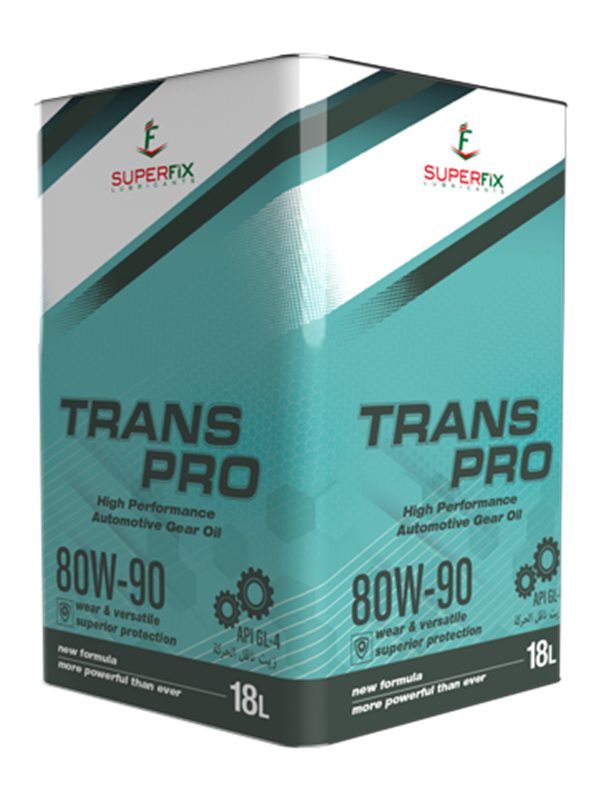 SUPERFIX
LUBRICANTS
TRANS
PRO
High Performance
Automotive Gear Oil
80W-90
wear & versatile
superior protection
API GL-4
زيت ناقل الحركة
new formula
more powerful than ever
18L
SUPERFIX
LUBRICANTS
TRANS
PRO
High Performance
Automotive Gear Oil
80W-90
wear & versatile
superior protection
API GL-
زيت ناقل الحركة
new formula
more powerful than ever
18L